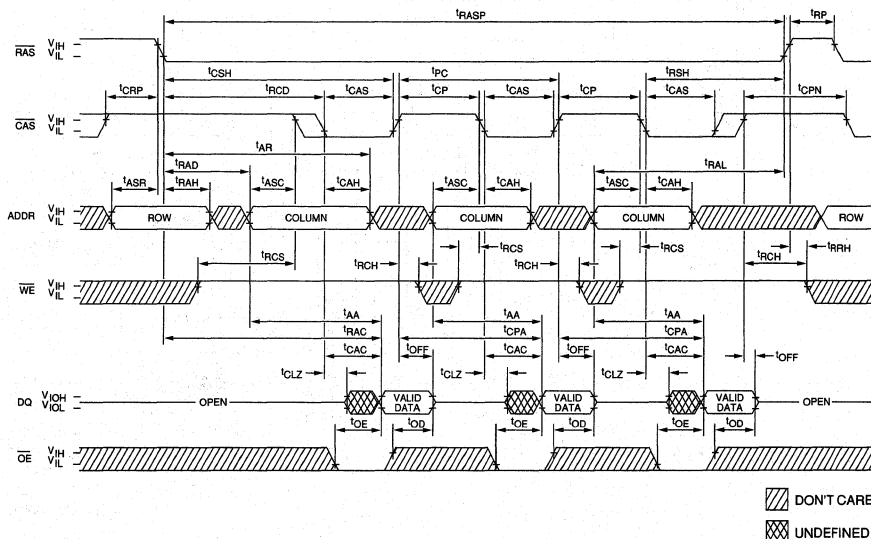 tRASP tRP
RAS VIH VIL
tCSH tPC tRSH
tCRP tRCD tCAS tCP tCAS tCP tCAS tCPN
CAS VIH VIL
tAR
tRAD tRAL
tASR tRAH tASC tCAH tASC tCAH tASC tCAH
ADDR VIH VIL ROW COLUMN COLUMN COLUMN ROW
tRCS tRCH tRCS tRCH tRCS tRCH tRRH
WE VIH VIL
tAA tAA tAA
tRAC tCPA tCPA
tCAC tOFF tCAC tOFF tCAC tOFF
tCLZ tCLZ tCLZ
DQ VIOH VIOL OPEN VALID DATA VALID DATA VALID DATA OPEN
tOE tOD tOE tOD tOE tOD
OE VIH VIL
DON'T CARE
UNDEFINED